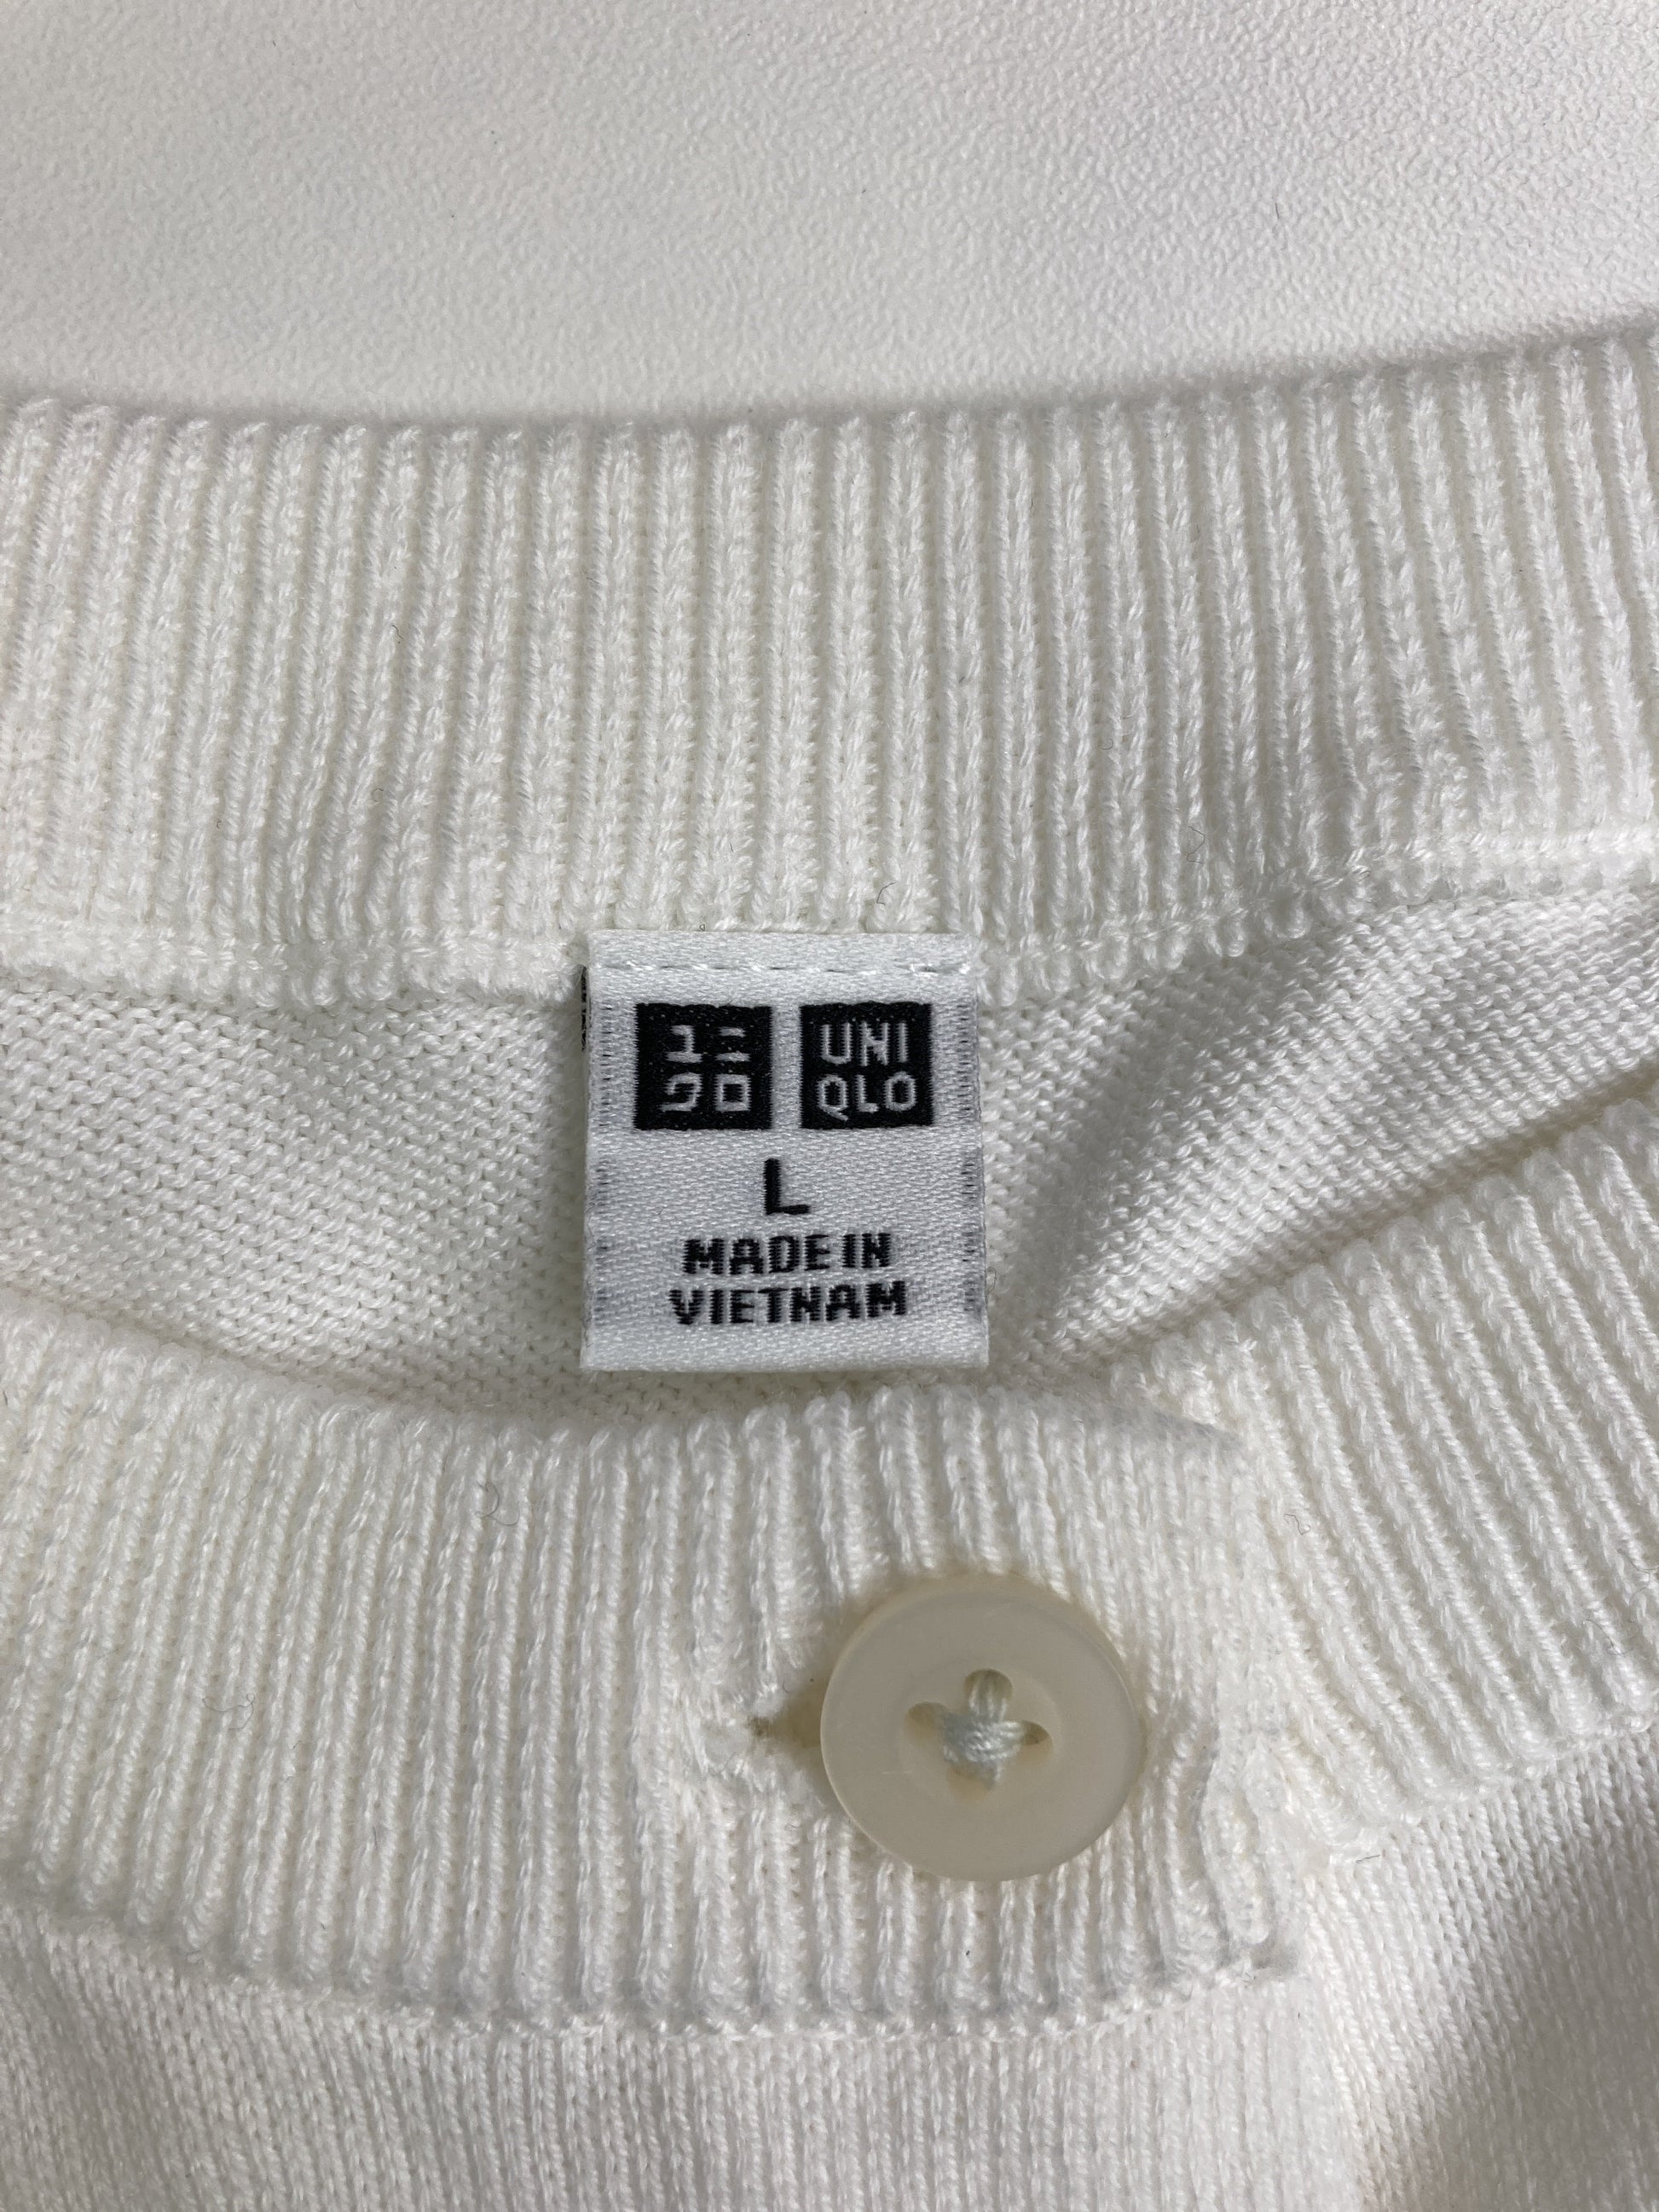 ユニ UNI
クロ QLO
L
MADE IN
VIETNAM